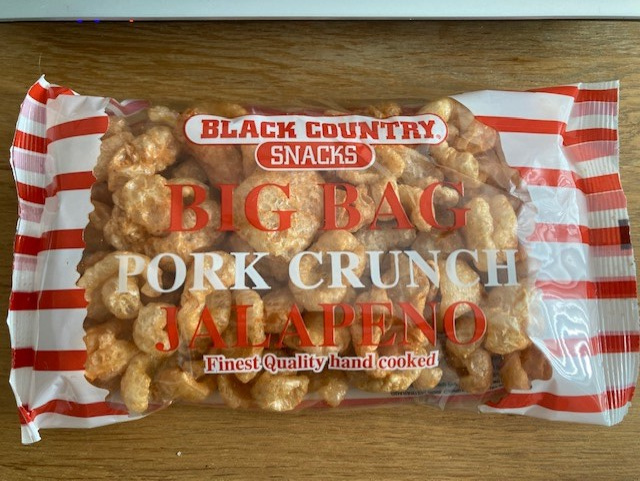 BLACK COUNTRY
SNACKS
BIG BAG
PORK CRUNCH
JALAPENO
Finest Quality hand cooked